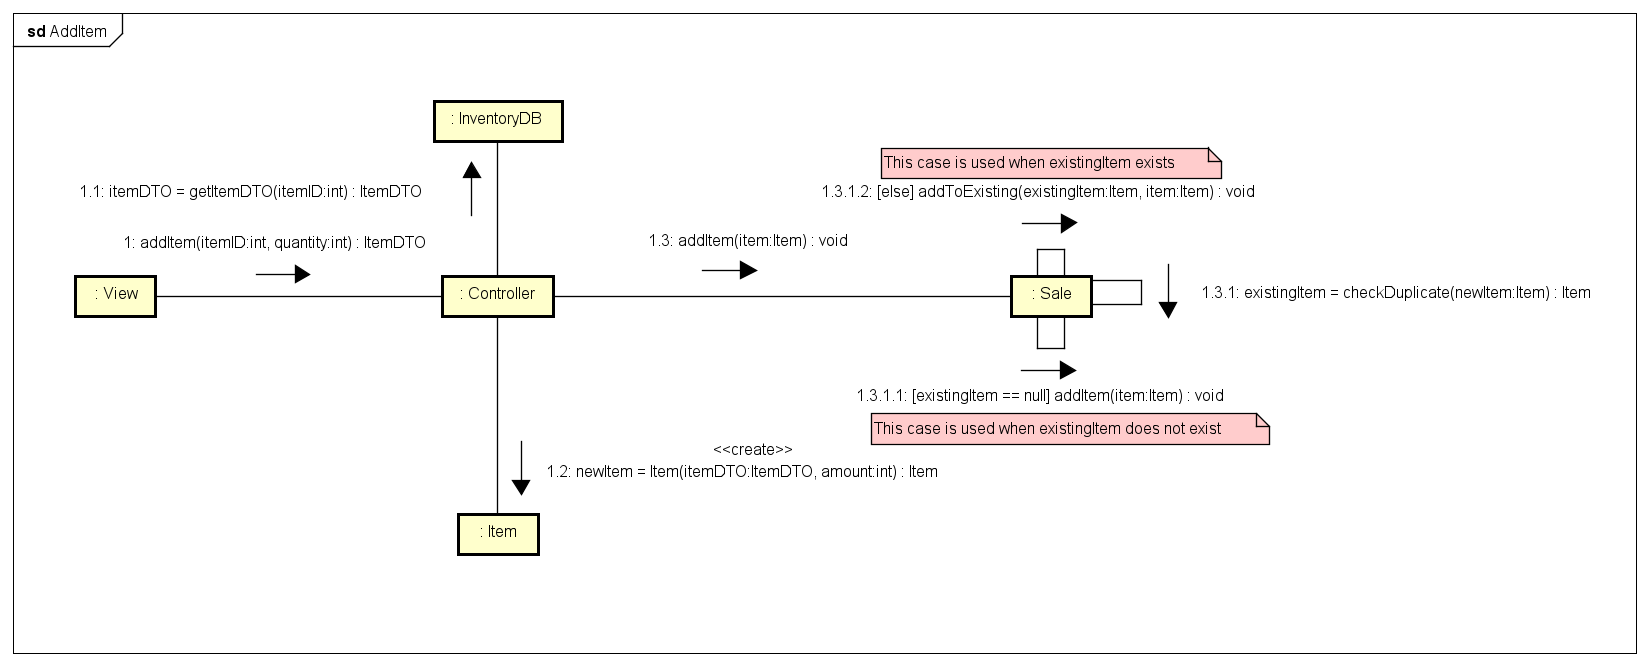 sd AddItem
: InventoryDB
This case is used when existingItem exists
1.1: itemDTO = getItemDTO(itemID:int) : ItemDTO
1.3.1.2: [else] addToExisting(existingItem:Item, item:Item) : void
1: addItem(itemID:int, quantity:int) : ItemDTO
1.3: addItem(item:Item) : void
: View
: Controller
: Sale
1.3.1: existingItem = checkDuplicate(newItem:Item) : Item
1.3.1.1: [existingItem == null] addItem(item:Item) : void
This case is used when existingItem does not exist
<<create>>
1.2: newItem = Item(itemDTO:ItemDTO, amount:int) : Item
: Item